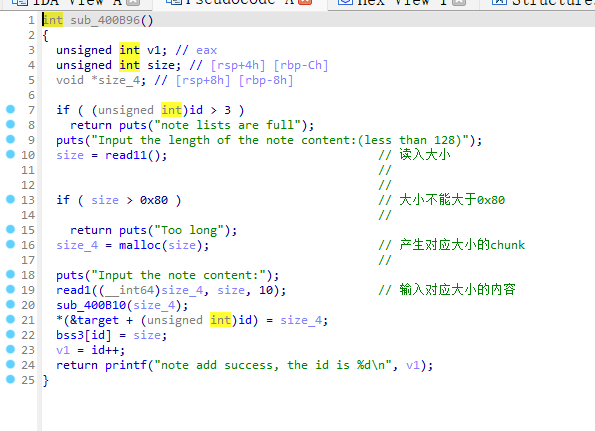 IDA View A Pseudocode A Hex View 1 Structures
1 int sub_400B96()
2 {
3 unsigned int v1; // eax
4 unsigned int size; // [rsp+4h] [rbp-Ch]
5 void *size_4; // [rsp+8h] [rbp-8h]
6
7 if ( (unsigned int)id > 3 )
8 return puts("note lists are full");
9 puts("Input the length of the note content:(less than 128)");
10 size = read11(); // 读入大小
11 //
12 //
13 if ( size > 0x80 ) // 大小不能大于0x80
14 //
15 return puts("Too long");
16 size_4 = malloc(size); // 产生对应大小的chunk
17 //
18 puts("Input the note content:");
19 read1((__int64)size_4, size, 10); // 输入对应大小的内容
20 sub_400B10(size_4);
21 *(&target + (unsigned int)id) = size_4;
22 bss3[id] = size;
23 v1 = id++;
24 return printf("note add success, the id is %d\n", v1);
25 }